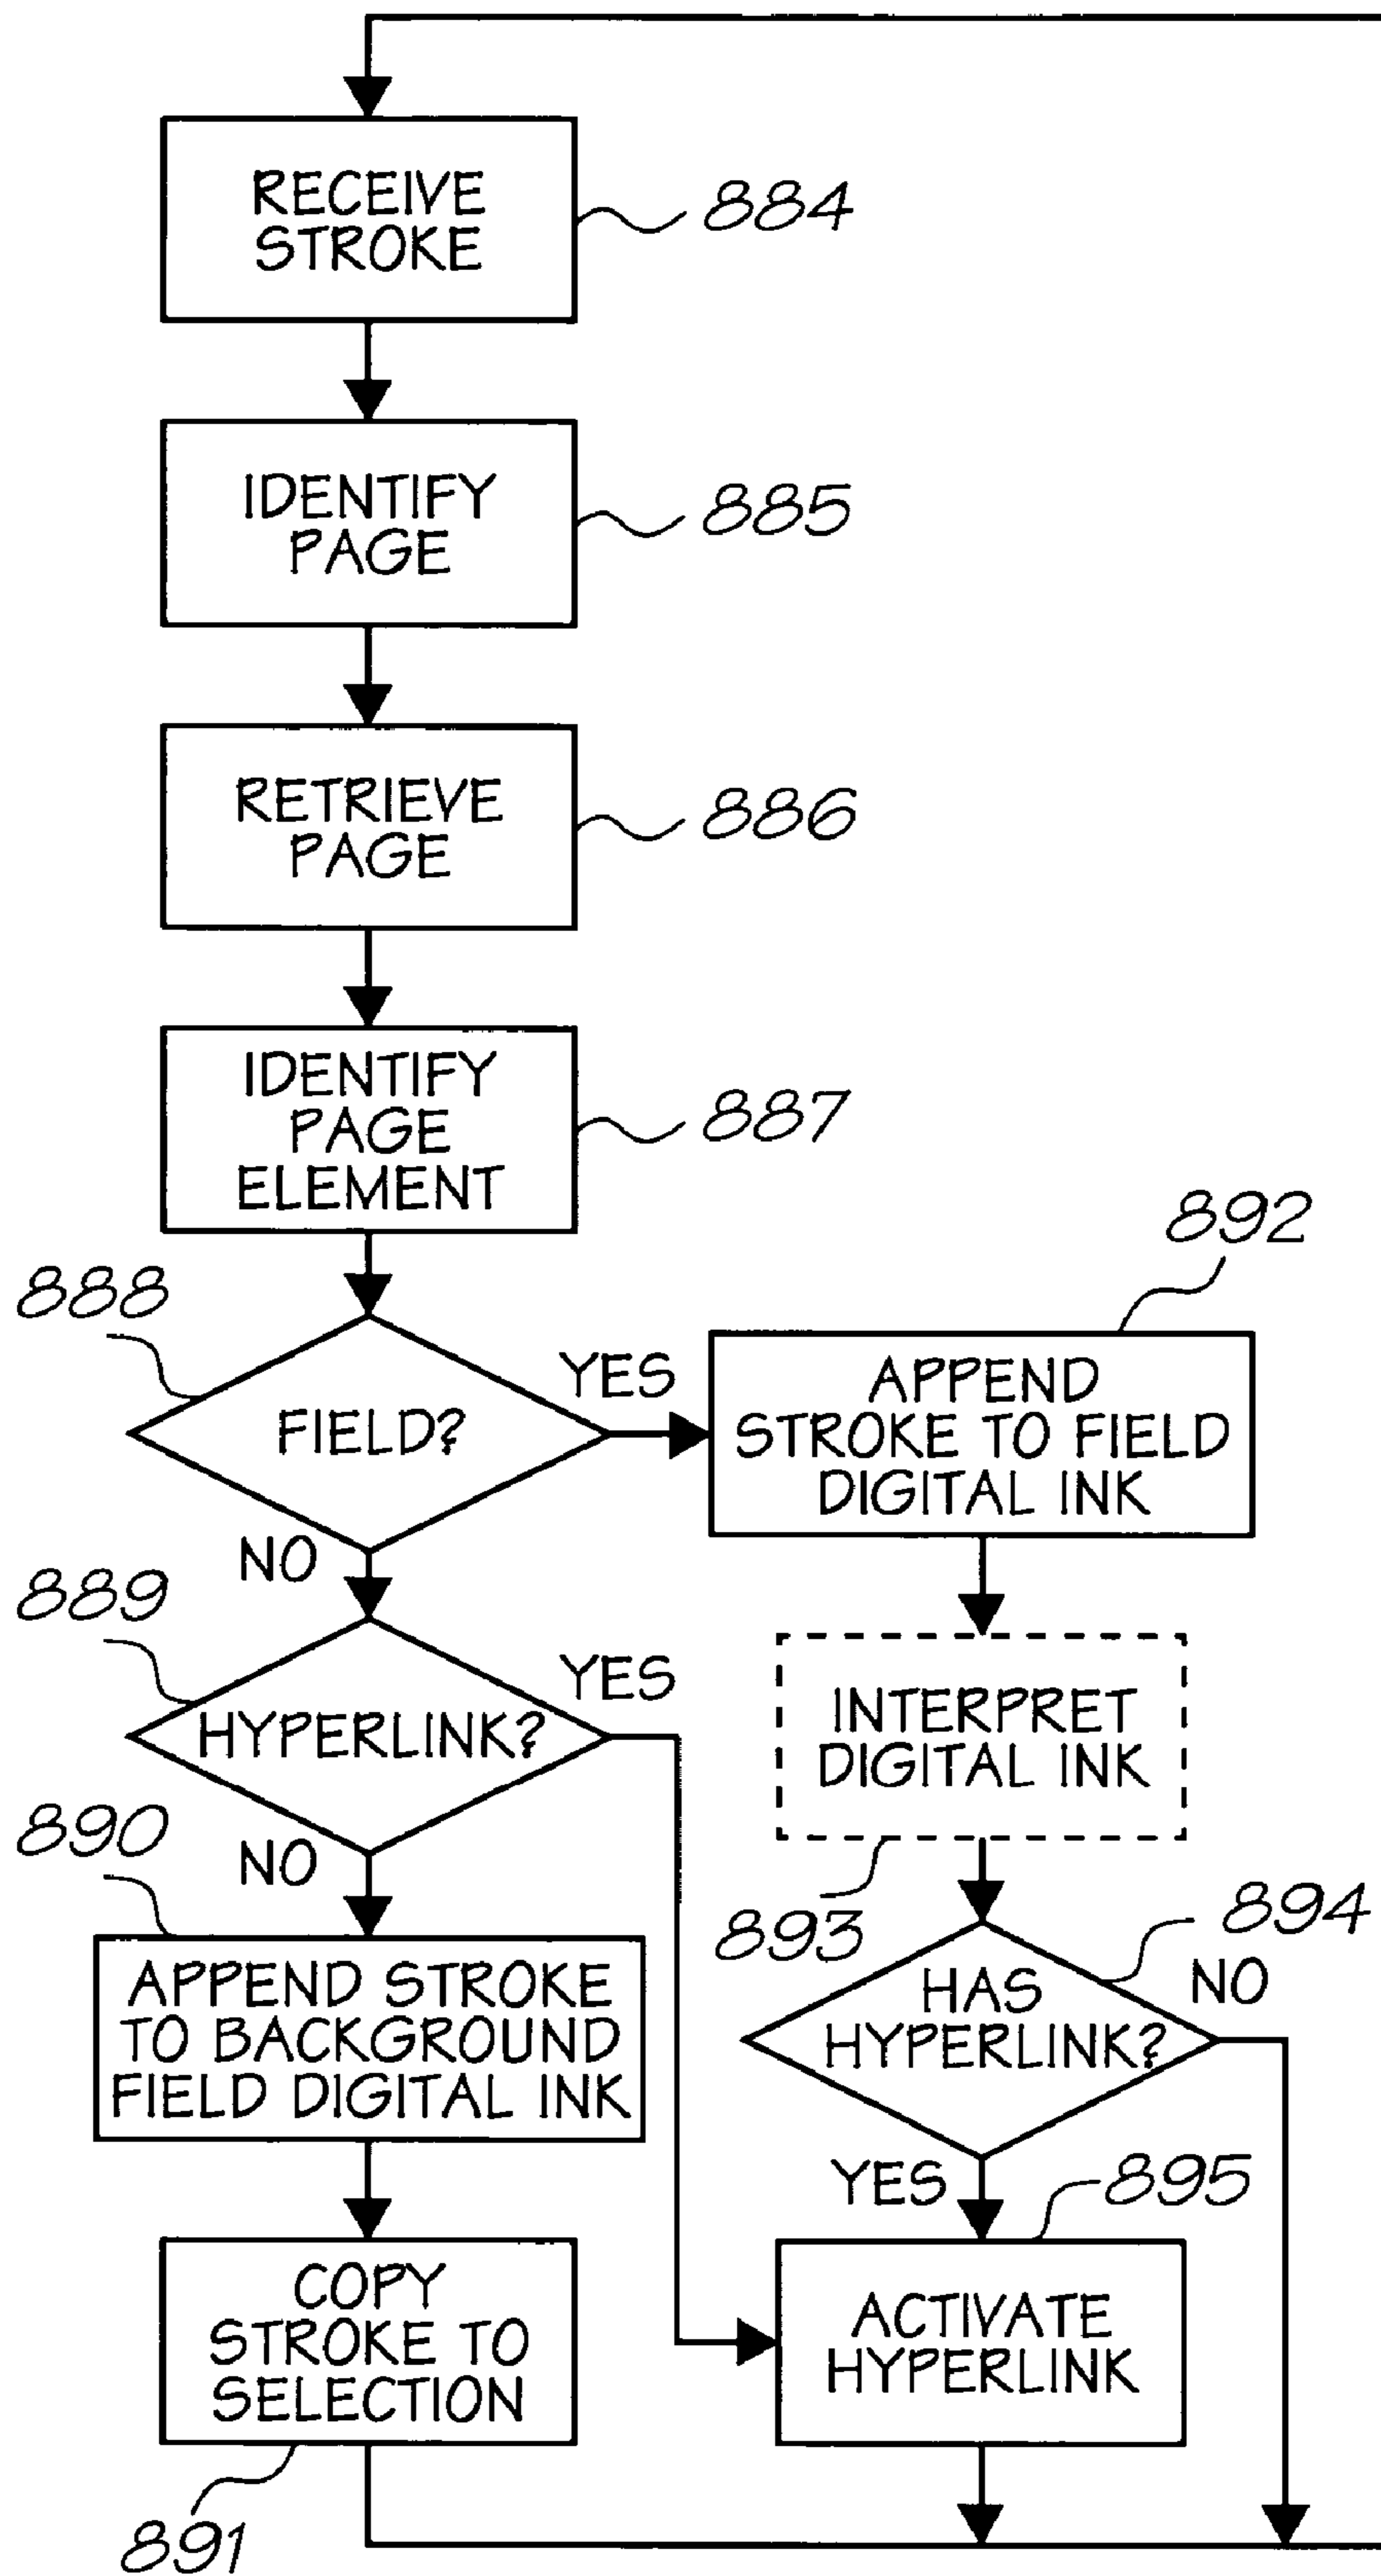 RECEIVE
STROKE
884
IDENTIFY
PAGE
885
RETRIEVE
PAGE
886
IDENTIFY
PAGE
ELEMENT
887
888
FIELD?
YES
NO
892
APPEND
STROKE TO FIELD
DIGITAL INK
889
HYPERLINK?
YES
NO
INTERPRET
DIGITAL INK
893
890
APPEND STROKE
TO BACKGROUND
FIELD DIGITAL INK
894
HAS
HYPERLINK?
NO
YES
895
COPY
STROKE TO
SELECTION
891
ACTIVATE
HYPERLINK